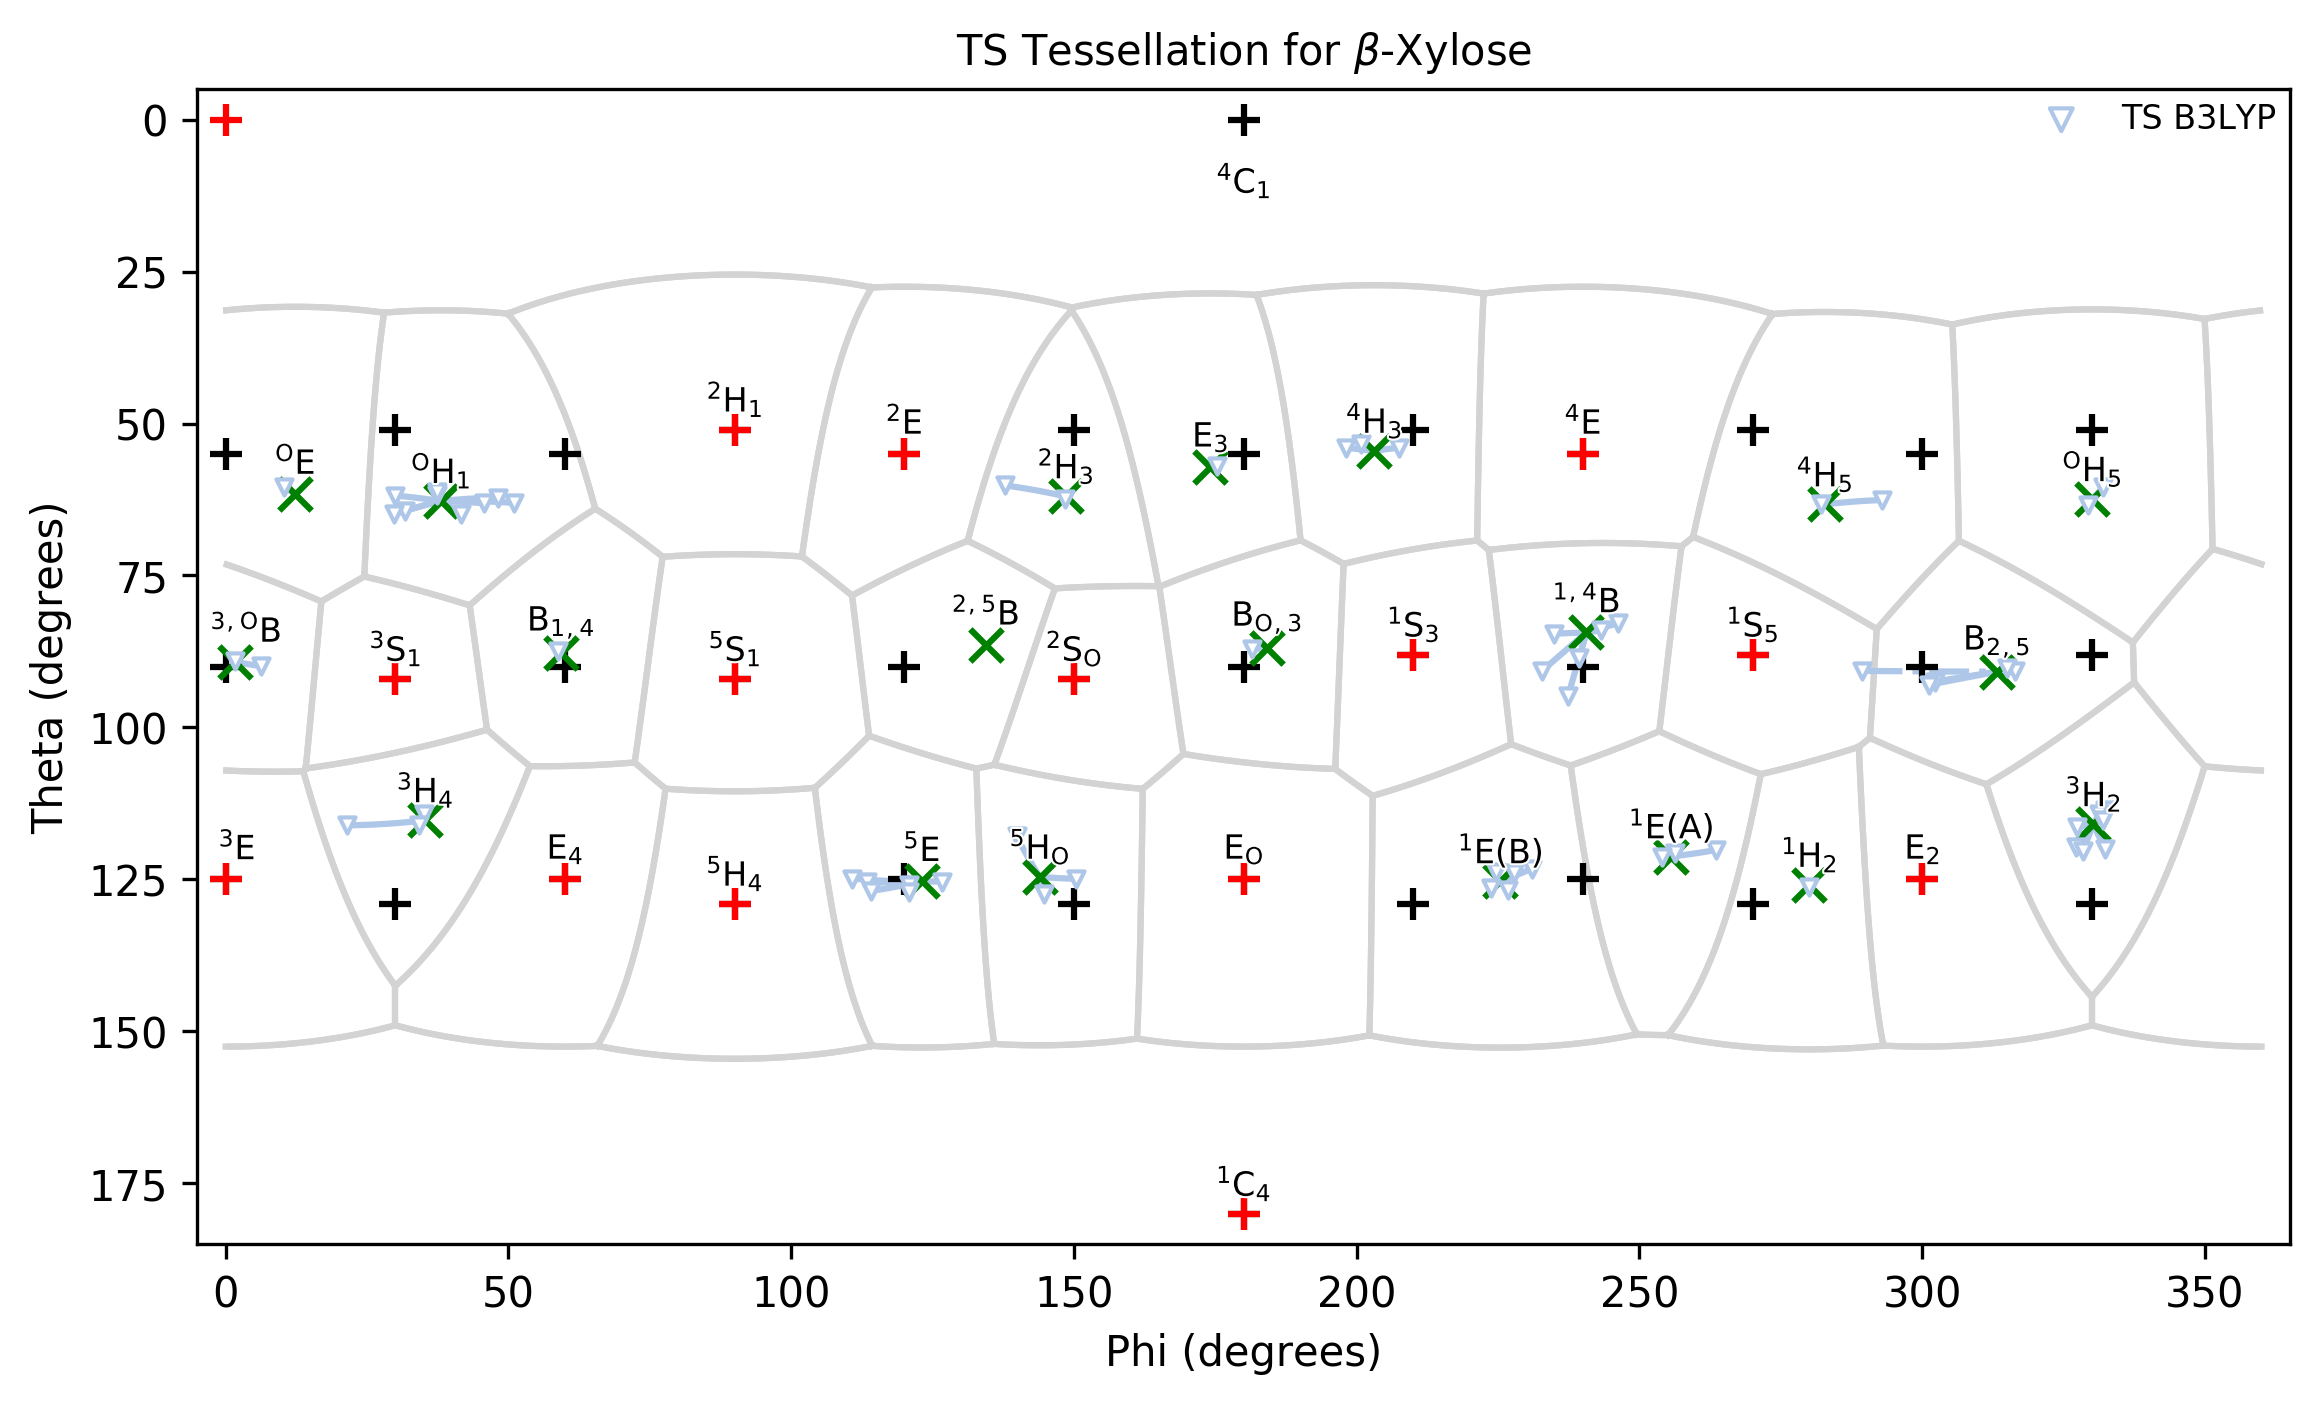 TS Tessellation for β-Xylose
TS B3LYP
⁴C₁
²H₁
²E
²H₃
E₃
⁴H₃
⁴E
⁴H₅
ᴼH₅
ᴼE
ᴼH₁
³,ᴼB
³S₁
B₁,₄
⁵S₁
²,⁵B
²Sₒ
Bₒ,₃
¹S₃
¹,⁴B
¹S₅
B₂,₅
³E
³H₄
E₄
⁵H₄
⁵E
⁵Hₒ
Eₒ
¹E(B)
¹E(A)
¹H₂
E₂
³H₂
¹C₄
0
25
50
75
100
125
150
175
Theta (degrees)
0 50 100 150 200 250 300 350
Phi (degrees)